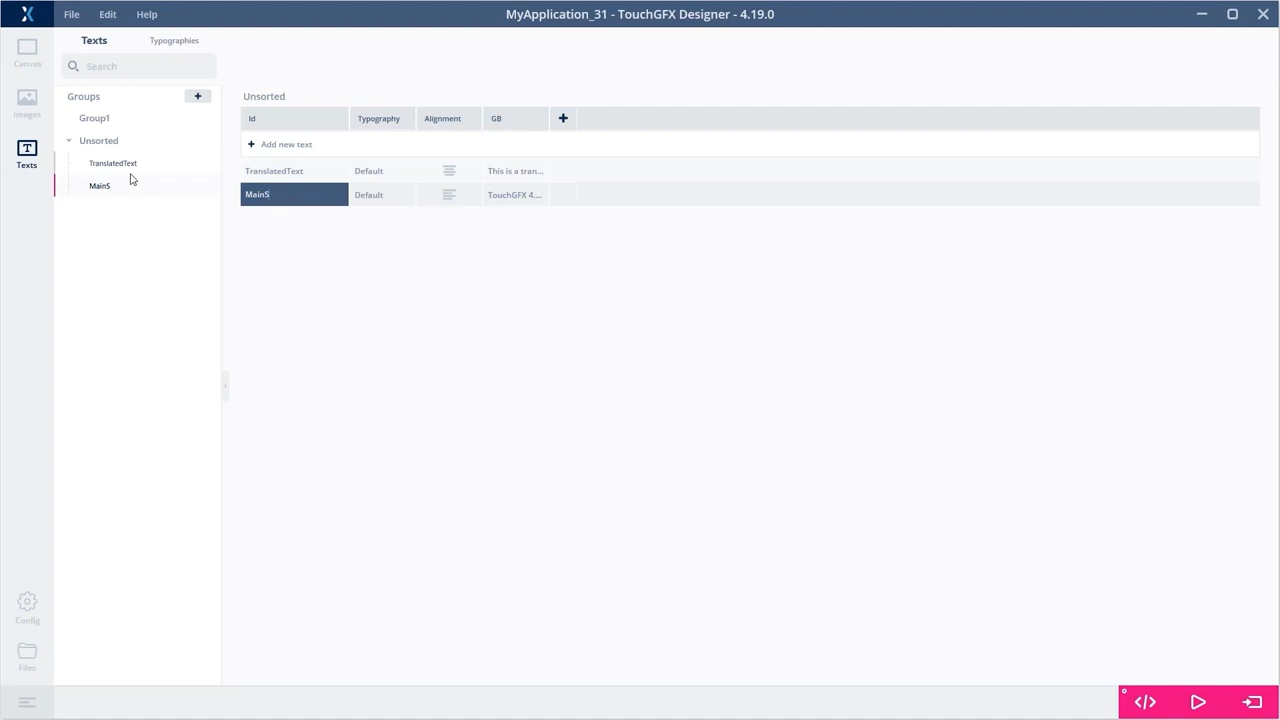 File Edit Help MyApplication_31 - TouchGFX Designer - 4.19.0
Canvas
Images
Texts
Config
Files
Texts Typographies
Search
Groups +
Group1
Unsorted
TranslatedText
MainS
Unsorted
Id Typography Alignment GB +
+ Add new text
TranslatedText Default This is a tran...
MainS Default TouchGFX 4....